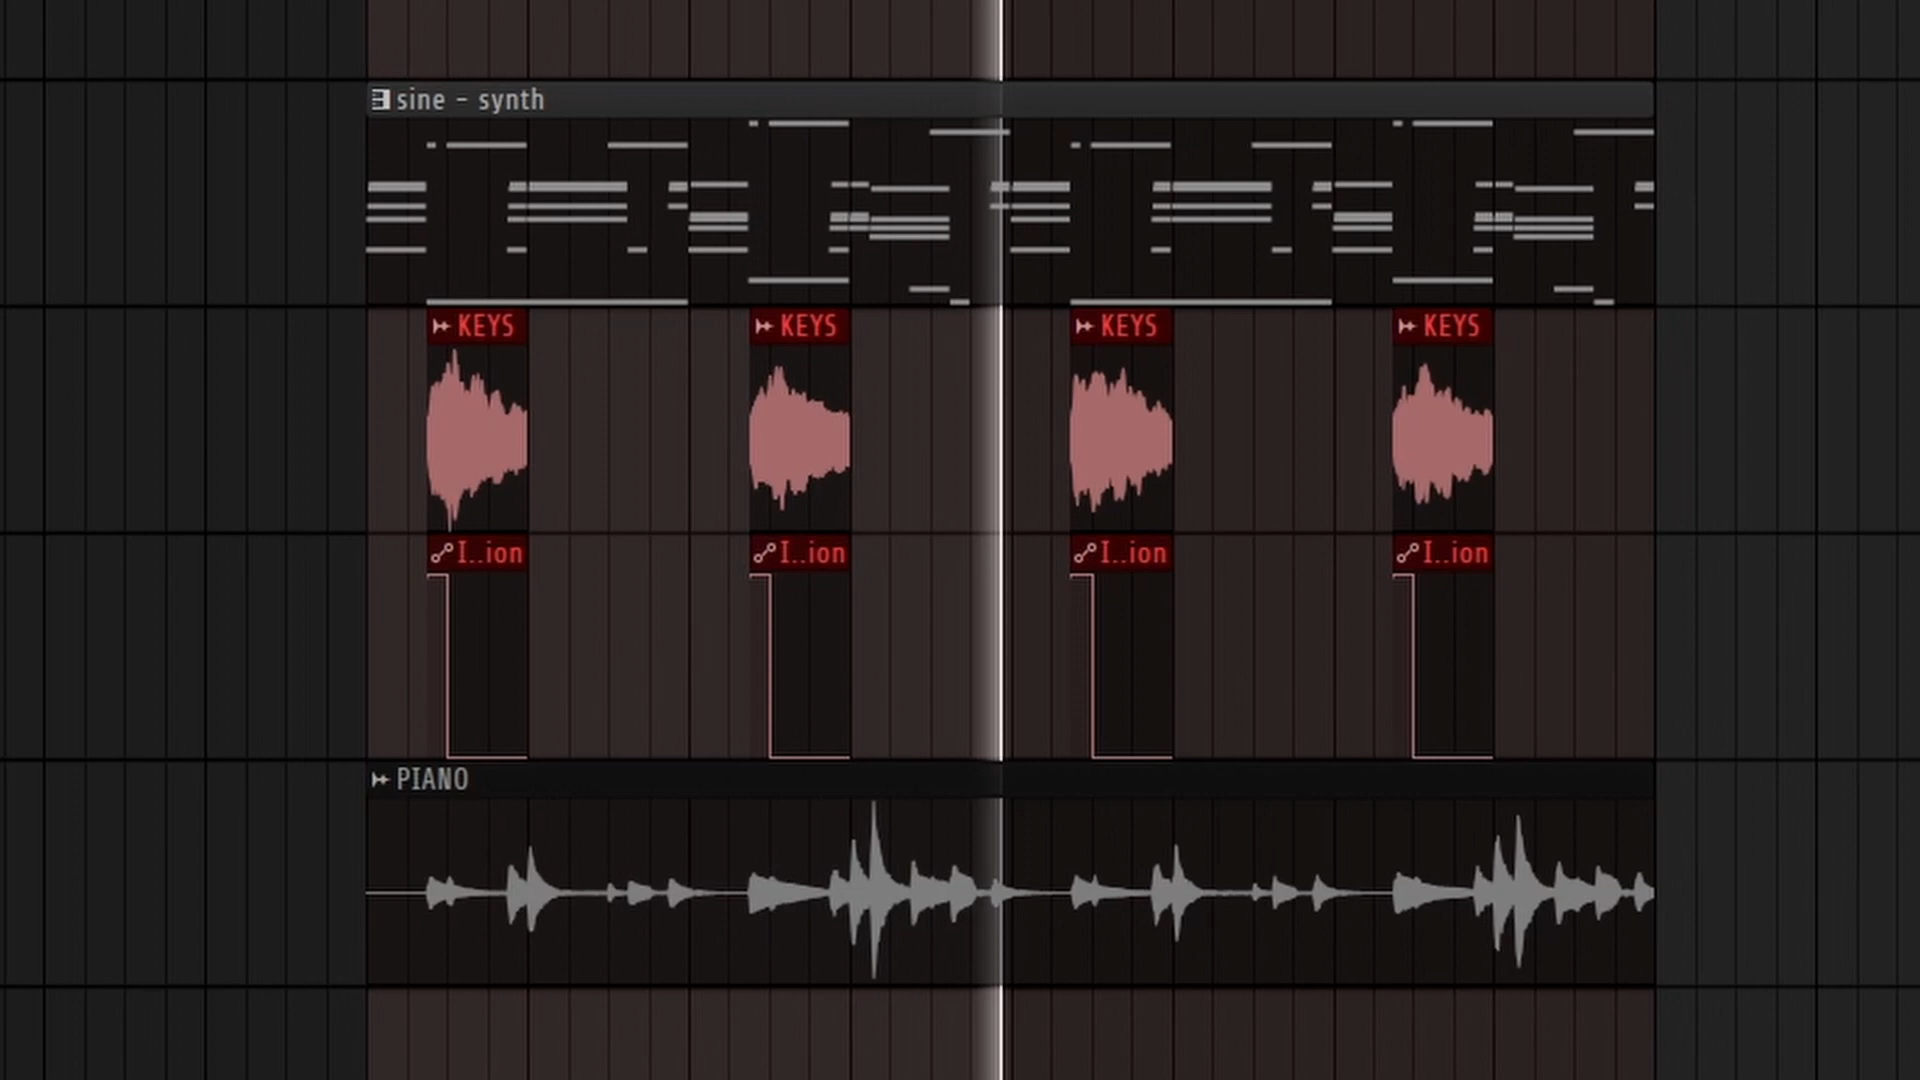 sine - synth
KEYS KEYS KEYS KEYS
I..ion I..ion I..ion I..ion
PIANO